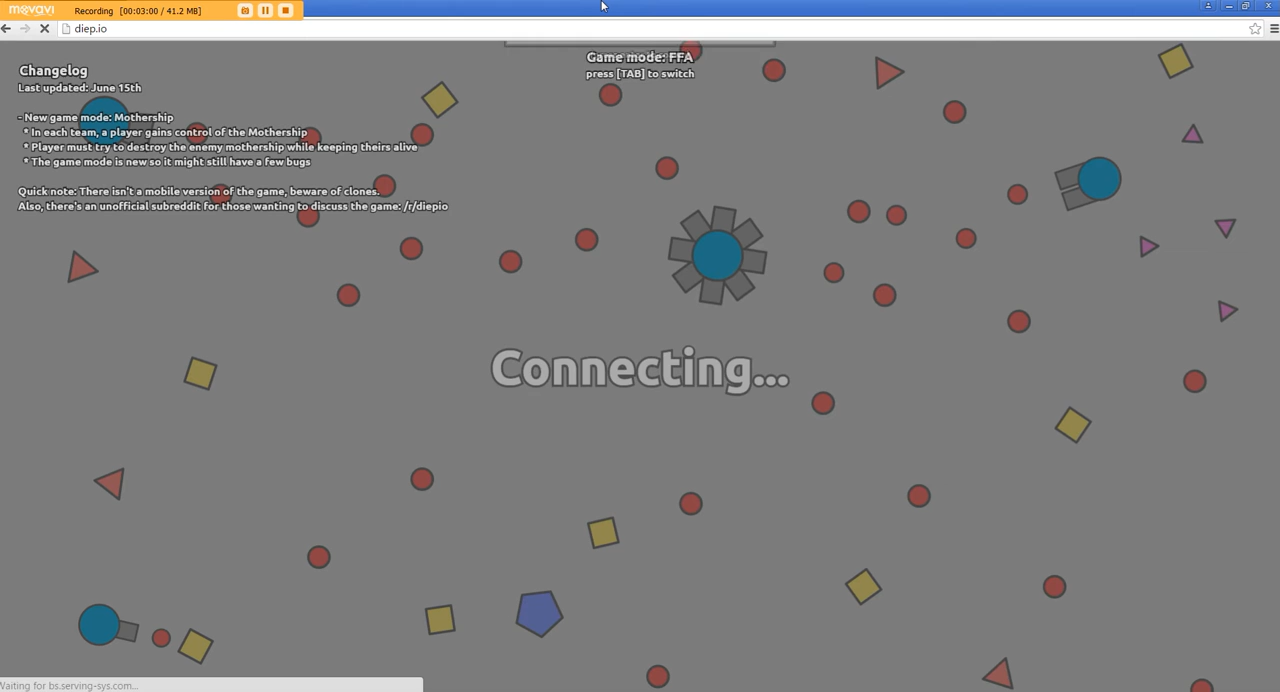 movavi Recording [00:03:00 / 41.2 MB]
diep.io
Game mode: FFA
press [TAB] to switch
Changelog
Last updated: June 15th
- New game mode: Mothership
* In each team, a player gains control of the Mothership
* Player must try to destroy the enemy mothership while keeping theirs alive
* The game mode is new so it might still have a few bugs
Quick note: There isn't a mobile version of the game, beware of clones.
Also, there's an unofficial subreddit for those wanting to discuss the game: /r/diepio
Connecting...
Waiting for bs.serving-sys.com...